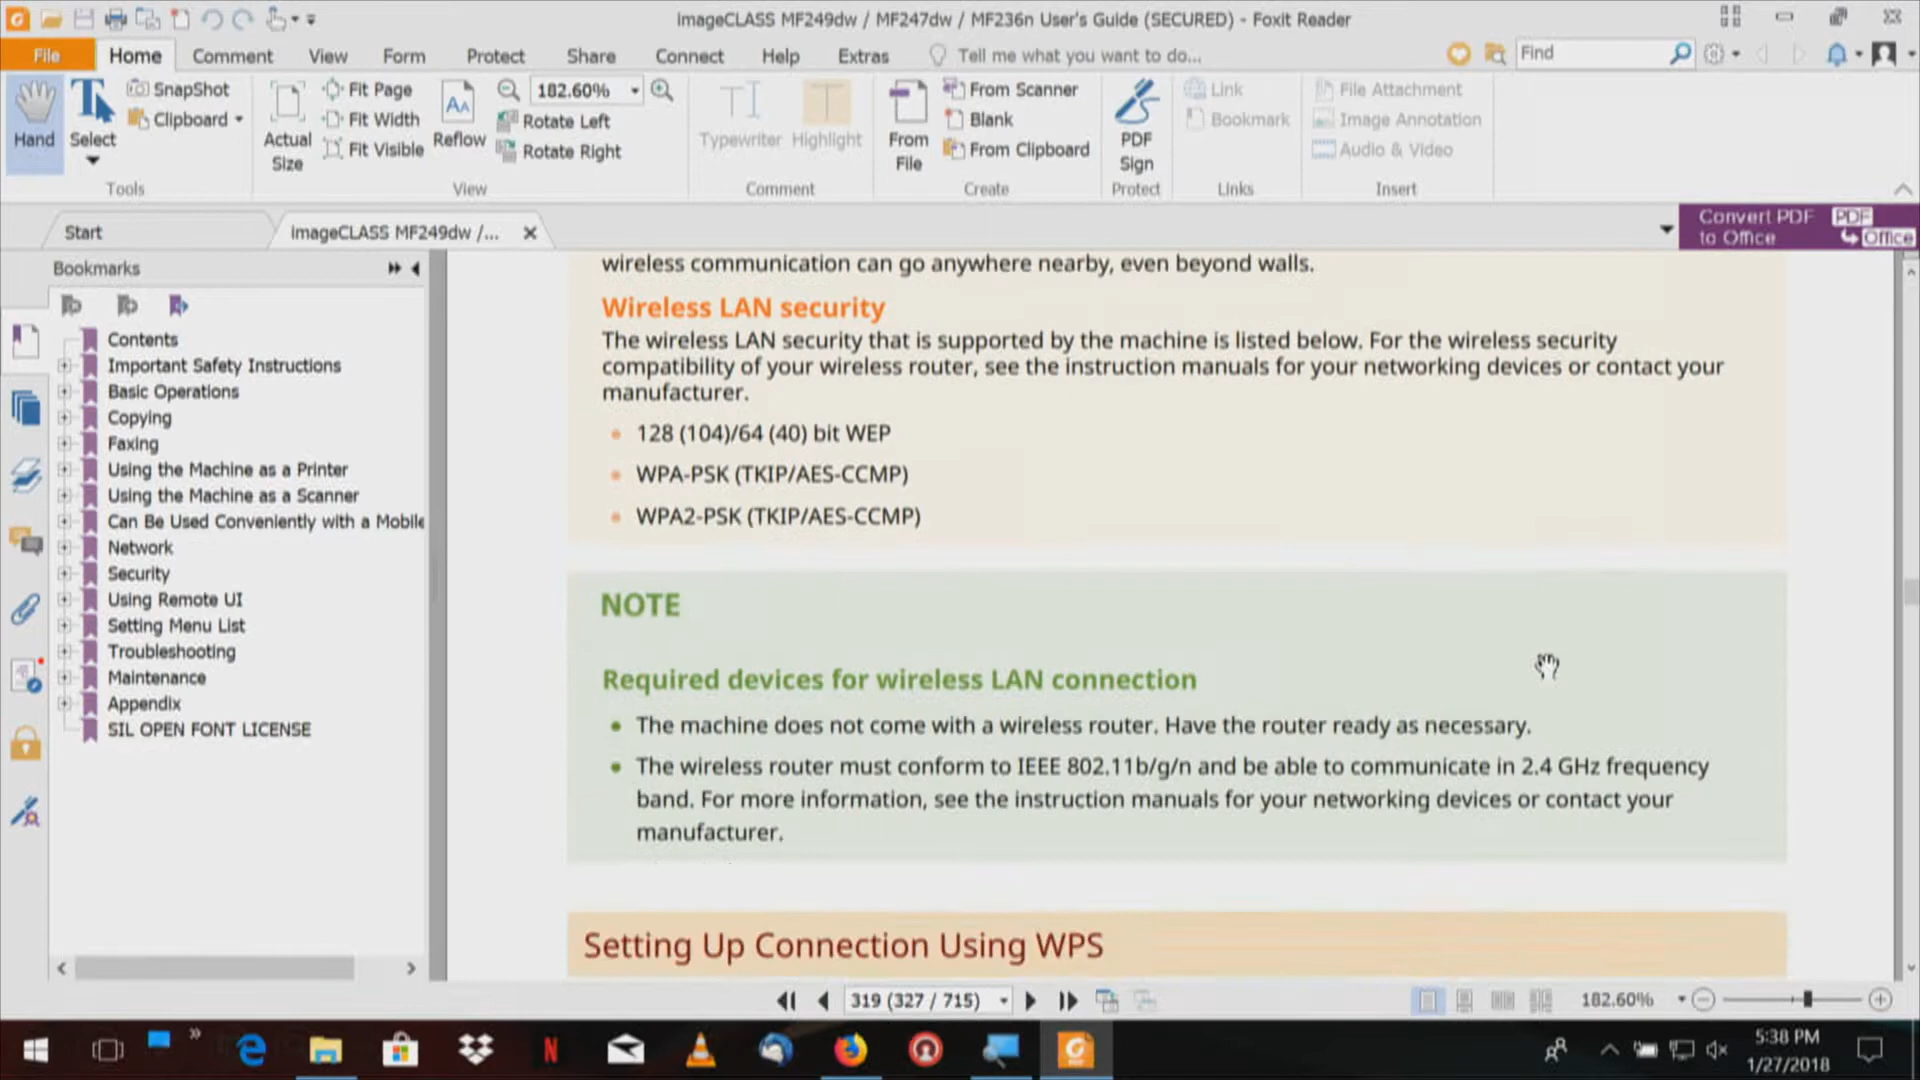 imageCLASS MF249dw / MF247dw / MF236n User's Guide (SECURED) - Foxit Reader
File Home Comment View Form Protect Share Connect Help Extras Tell me what you want to do... Find
Hand
Select
SnapShot
Clipboard
Tools
Actual Size
Fit Page
Fit Width
Fit Visible
Reflow
182.60%
Rotate Left
Rotate Right
View
Typewriter
Highlight
Comment
From File
From Scanner
Blank
From Clipboard
Create
PDF Sign
Protect
Link
Bookmark
Links
File Attachment
Image Annotation
Audio & Video
Insert
Start
imageCLASS MF249dw /...
Convert PDF
to Office
PDF
Office
Bookmarks
Contents
Important Safety Instructions
Basic Operations
Copying
Faxing
Using the Machine as a Printer
Using the Machine as a Scanner
Can Be Used Conveniently with a Mobile
Network
Security
Using Remote UI
Setting Menu List
Troubleshooting
Maintenance
Appendix
SIL OPEN FONT LICENSE
wireless communication can go anywhere nearby, even beyond walls.
Wireless LAN security
The wireless LAN security that is supported by the machine is listed below. For the wireless security
compatibility of your wireless router, see the instruction manuals for your networking devices or contact your
manufacturer.
128 (104)/64 (40) bit WEP
WPA-PSK (TKIP/AES-CCMP)
WPA2-PSK (TKIP/AES-CCMP)
NOTE
Required devices for wireless LAN connection
The machine does not come with a wireless router. Have the router ready as necessary.
The wireless router must conform to IEEE 802.11b/g/n and be able to communicate in 2.4 GHz frequency
band. For more information, see the instruction manuals for your networking devices or contact your
manufacturer.
Setting Up Connection Using WPS
319 (327 / 715)
182.60%
5:38 PM
1/27/2018